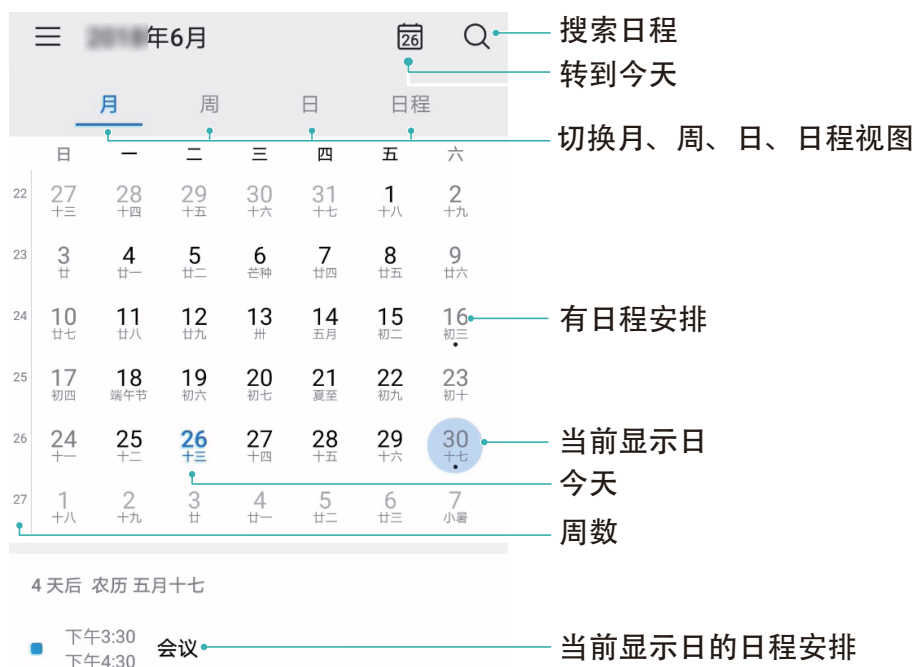 年6月 26 搜索日程
转到今天
月 周 日 日程
切换月、周、日、日程视图
日 一 二 三 四 五 六
22 27 28 29 30 31 1 2
十三 十四 十五 十六 十七 十八 十九
23 3 4 5 6 7 8 9
廿 廿一 廿二 芒种 廿四 廿五 廿六
24 10 11 12 13 14 15 16 有日程安排
廿七 廿八 廿九 卅 五月 初二 初三
25 17 18 19 20 21 22 23
初四 端午节 初六 初七 夏至 初九 初十
26 24 25 26 27 28 29 30 当前显示日
十一 十二 十三 十四 十五 十六 十七
今天
27 1 2 3 4 5 6 7
十八 十九 廿 廿一 廿二 廿三 小暑
周数
4 天后 农历 五月十七
下午3:30
会议 当前显示日的日程安排
下午4:30